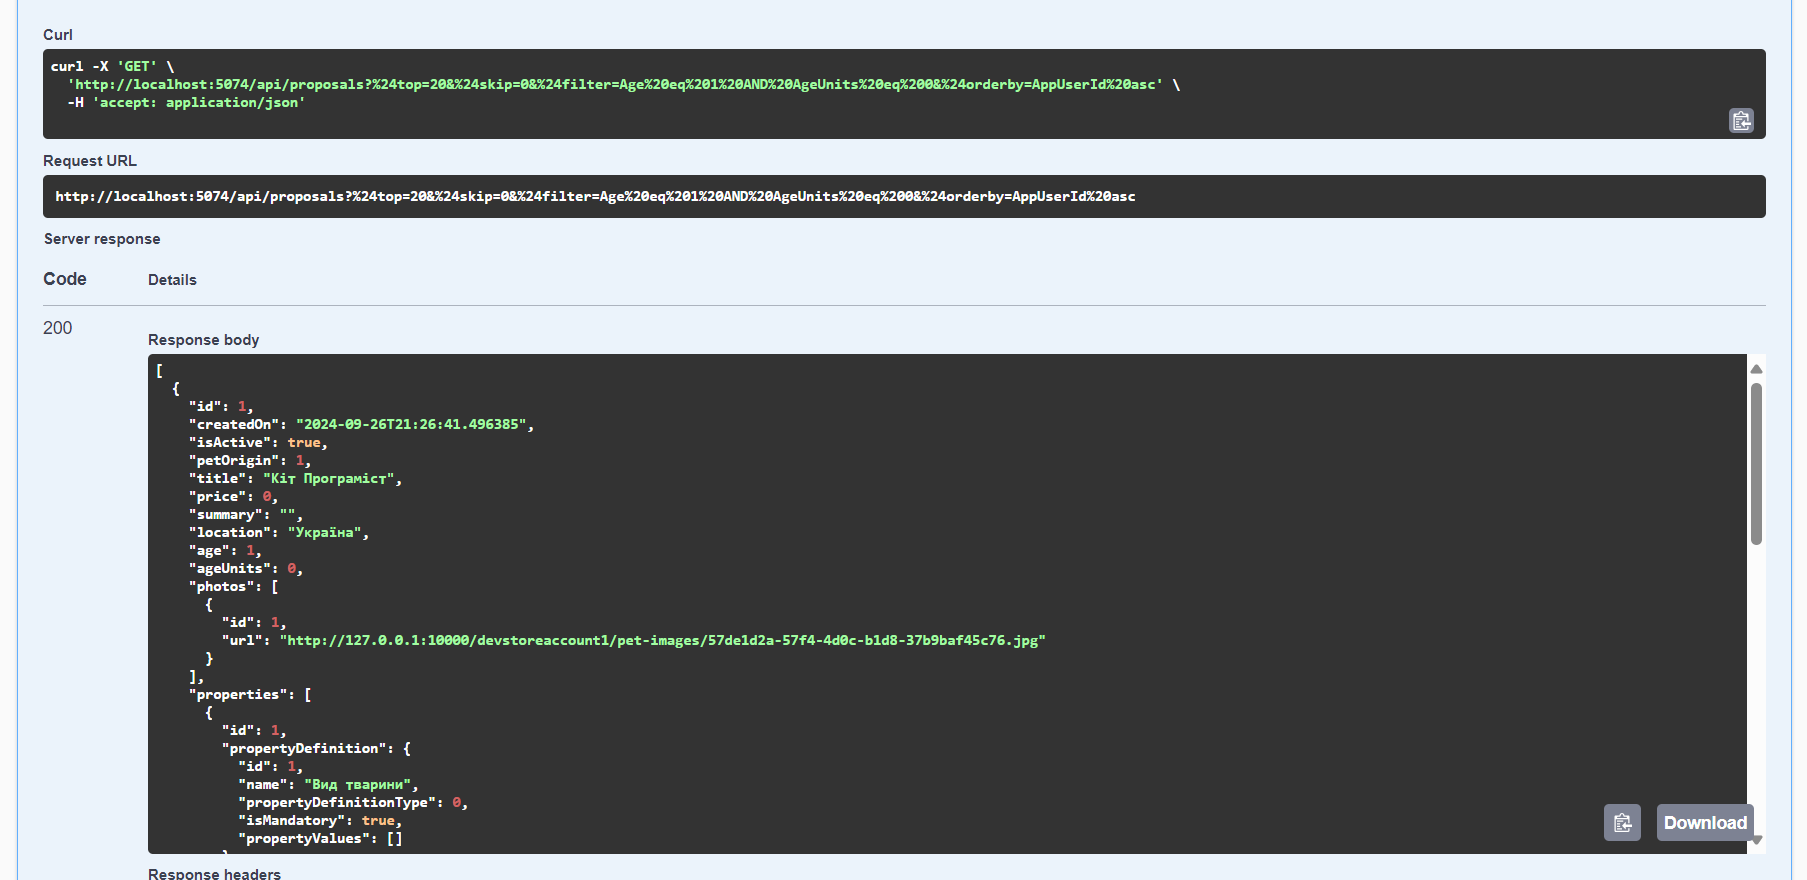 Curl
curl -X 'GET' \
'http://localhost:5074/api/proposals?%24top=20&%24skip=0&%24filter=Age%20eq%201%20AND%20AgeUnits%20eq%200&%24orderby=AppUserId%20asc' \
-H 'accept: application/json'
Request URL
http://localhost:5074/api/proposals?%24top=20&%24skip=0&%24filter=Age%20eq%201%20AND%20AgeUnits%20eq%200&%24orderby=AppUserId%20asc
Server response
Code Details
200
Response body
[
{
"id": 1,
"createdOn": "2024-09-26T21:26:41.496385",
"isActive": true,
"petOrigin": 1,
"title": "Кіт Програміст",
"price": 0,
"summary": "",
"location": "Україна",
"age": 1,
"ageUnits": 0,
"photos": [
{
"id": 1,
"url": "http://127.0.0.1:10000/devstoreaccount1/pet-images/57de1d2a-57f4-4d0c-b1d8-37b9baf45c76.jpg"
}
],
"properties": [
{
"id": 1,
"propertyDefinition": {
"id": 1,
"name": "Вид тварини",
"propertyDefinitionType": 0,
"isMandatory": true,
"propertyValues": []
Download
Response headers